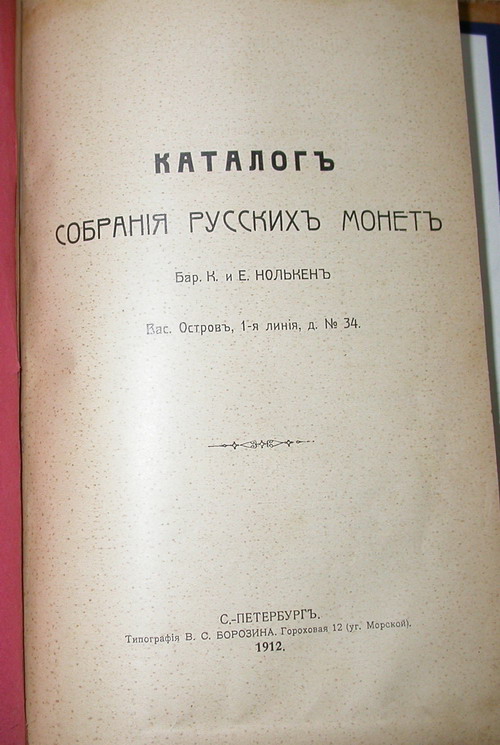 КАТАЛОГЪ
СОБРАНІЯ РУССКИХЪ МОНЕТЪ
Бар. К. и Е. НОЛЬКЕНЪ
Вас. Островъ, 1-я линія, д. № 34.
С.-ПЕТЕРБУРГЪ.
Типографія В. С. БОРОЗИНА. Гороховая 12 (уг. Морской).
1912.